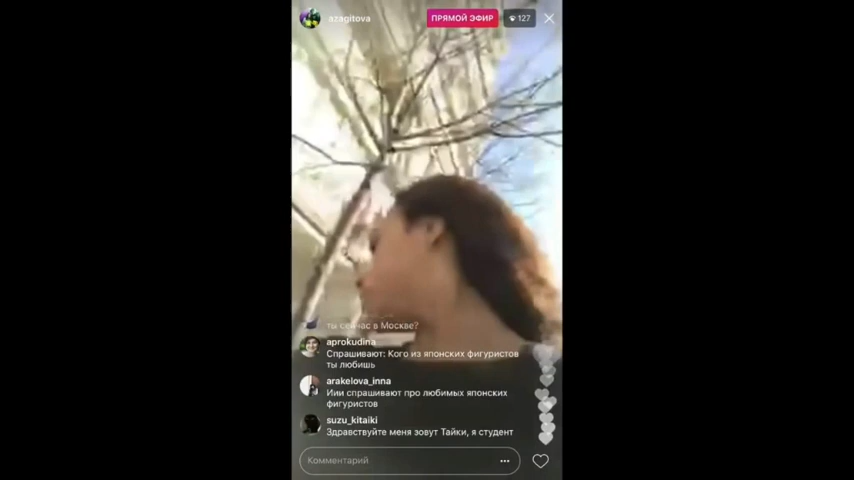 azagitova
ПРЯМОЙ ЭФИР
127
ты сейчас в Москве?
aprokudina
Спрашивают: Кого из японских фигуристов
ты любишь
arakelova_inna
Иии спрашивают про любимых японских
фигуристов
suzu_kitaiki
Здравствуйте меня зовут Тайки, я студент
Комментарий